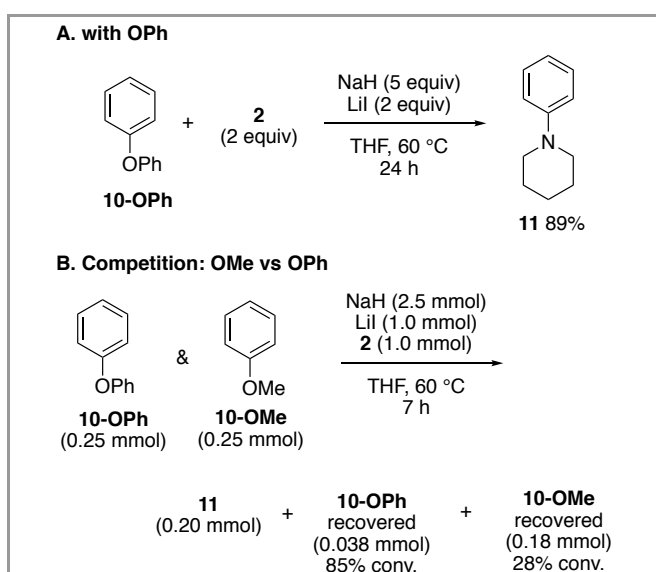 A. with OPh
OPh
10-OPh
+
2
(2 equiv)
NaH (5 equiv)
LiI (2 equiv)
THF, 60 °C
24 h
N
11 89%
B. Competition: OMe vs OPh
OPh
10-OPh
(0.25 mmol)
&
OMe
10-OMe
(0.25 mmol)
NaH (2.5 mmol)
LiI (1.0 mmol)
2 (1.0 mmol)
THF, 60 °C
7 h
11
(0.20 mmol)
+
10-OPh
recovered
(0.038 mmol)
85% conv.
+
10-OMe
recovered
(0.18 mmol)
28% conv.